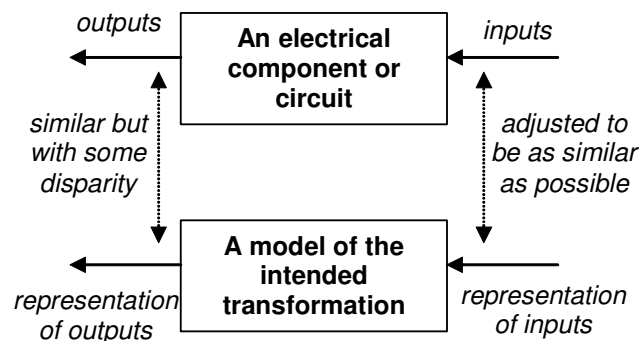 outputs
An electrical
component or
circuit
inputs
similar but
with some
disparity
adjusted to
be as similar
as possible
A model of the
intended
transformation
representation
of outputs
representation
of inputs